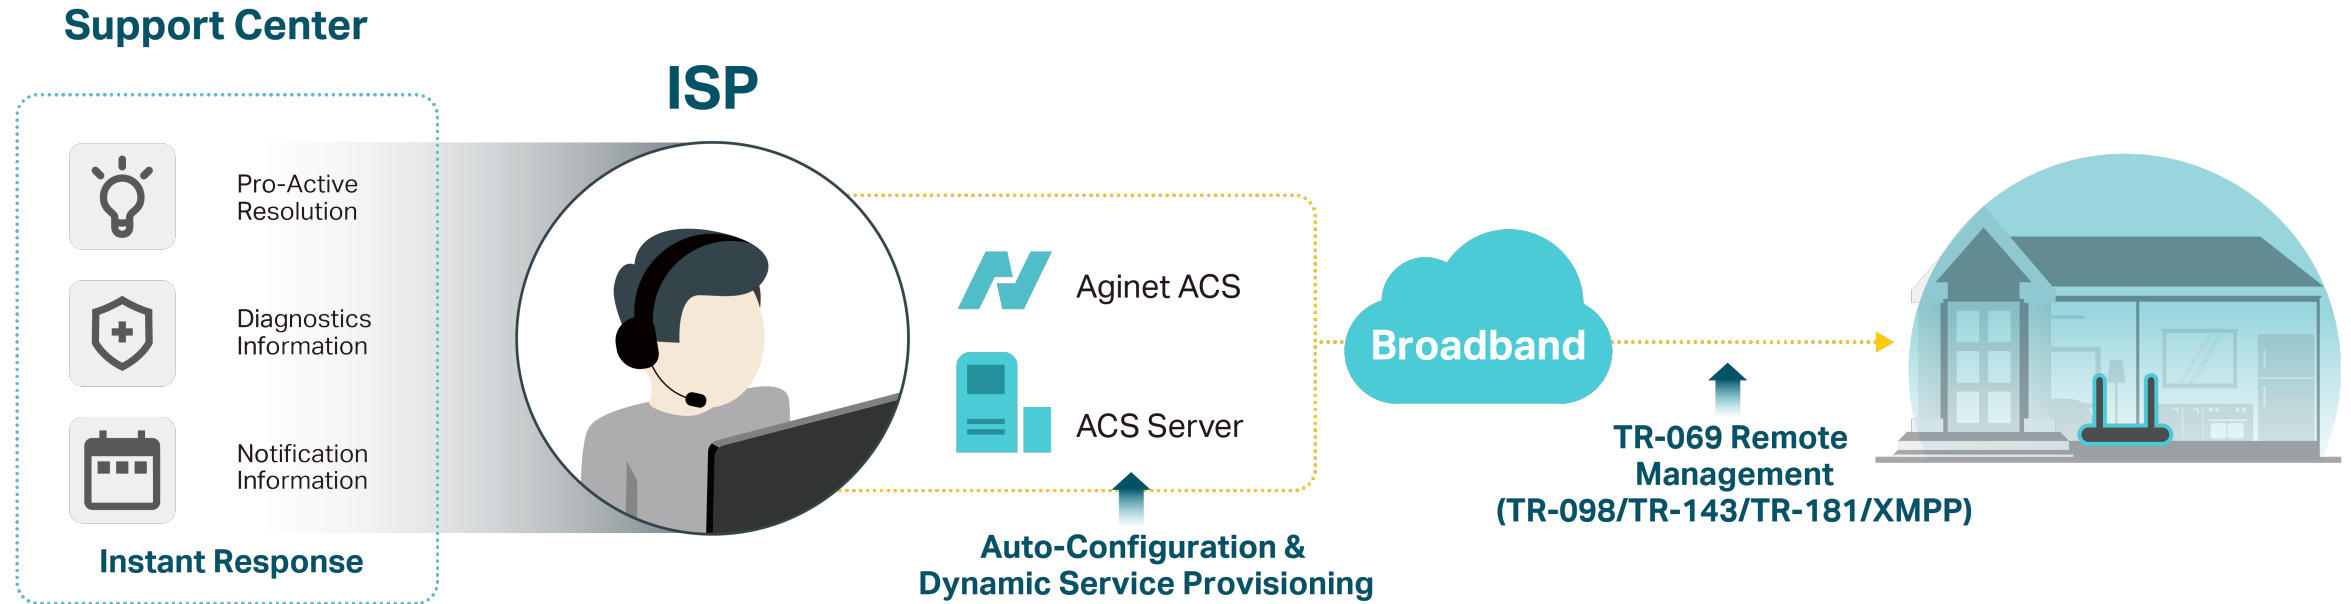 Support Center
Pro-Active
Resolution
Diagnostics
Information
Notification
Information
Instant Response
ISP
Aginet ACS
ACS Server
Auto-Configuration &
Dynamic Service Provisioning
Broadband
TR-069 Remote
Management
(TR-098/TR-143/TR-181/XMPP)